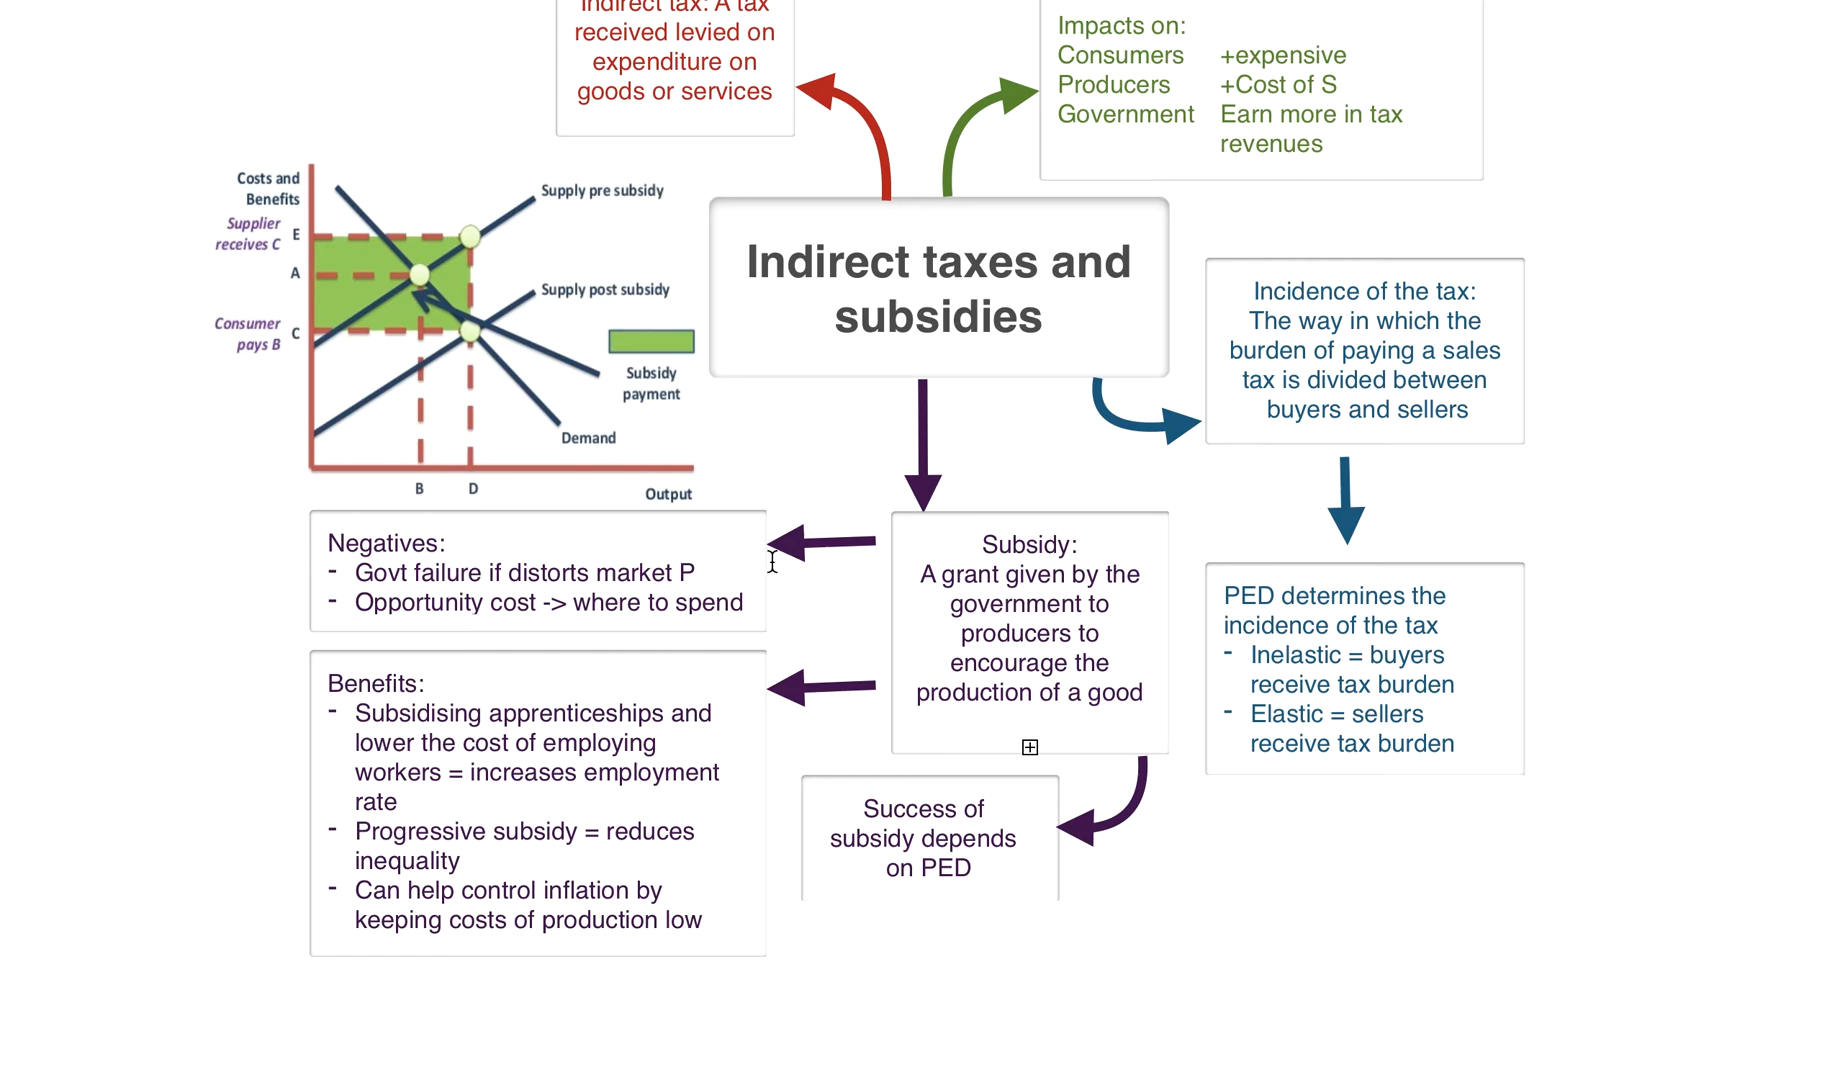 Indirect tax: A tax
received levied on
expenditure on
goods or services
Impacts on:
Consumers +expensive
Producers +Cost of S
Government Earn more in tax
revenues
Costs and
Benefits
Supplier
receives C
E
A
Consumer
pays B
C
Supply pre subsidy
Supply post subsidy
Subsidy
payment
Demand
B
D
Output
Indirect taxes and
subsidies
Incidence of the tax:
The way in which the
burden of paying a sales
tax is divided between
buyers and sellers
Negatives:
- Govt failure if distorts market P
- Opportunity cost -> where to spend
Subsidy:
A grant given by the
government to
producers to
encourage the
production of a good
PED determines the
incidence of the tax
- Inelastic = buyers
receive tax burden
- Elastic = sellers
receive tax burden
Benefits:
- Subsidising apprenticeships and
lower the cost of employing
workers = increases employment
rate
- Progressive subsidy = reduces
inequality
- Can help control inflation by
keeping costs of production low
Success of
subsidy depends
on PED